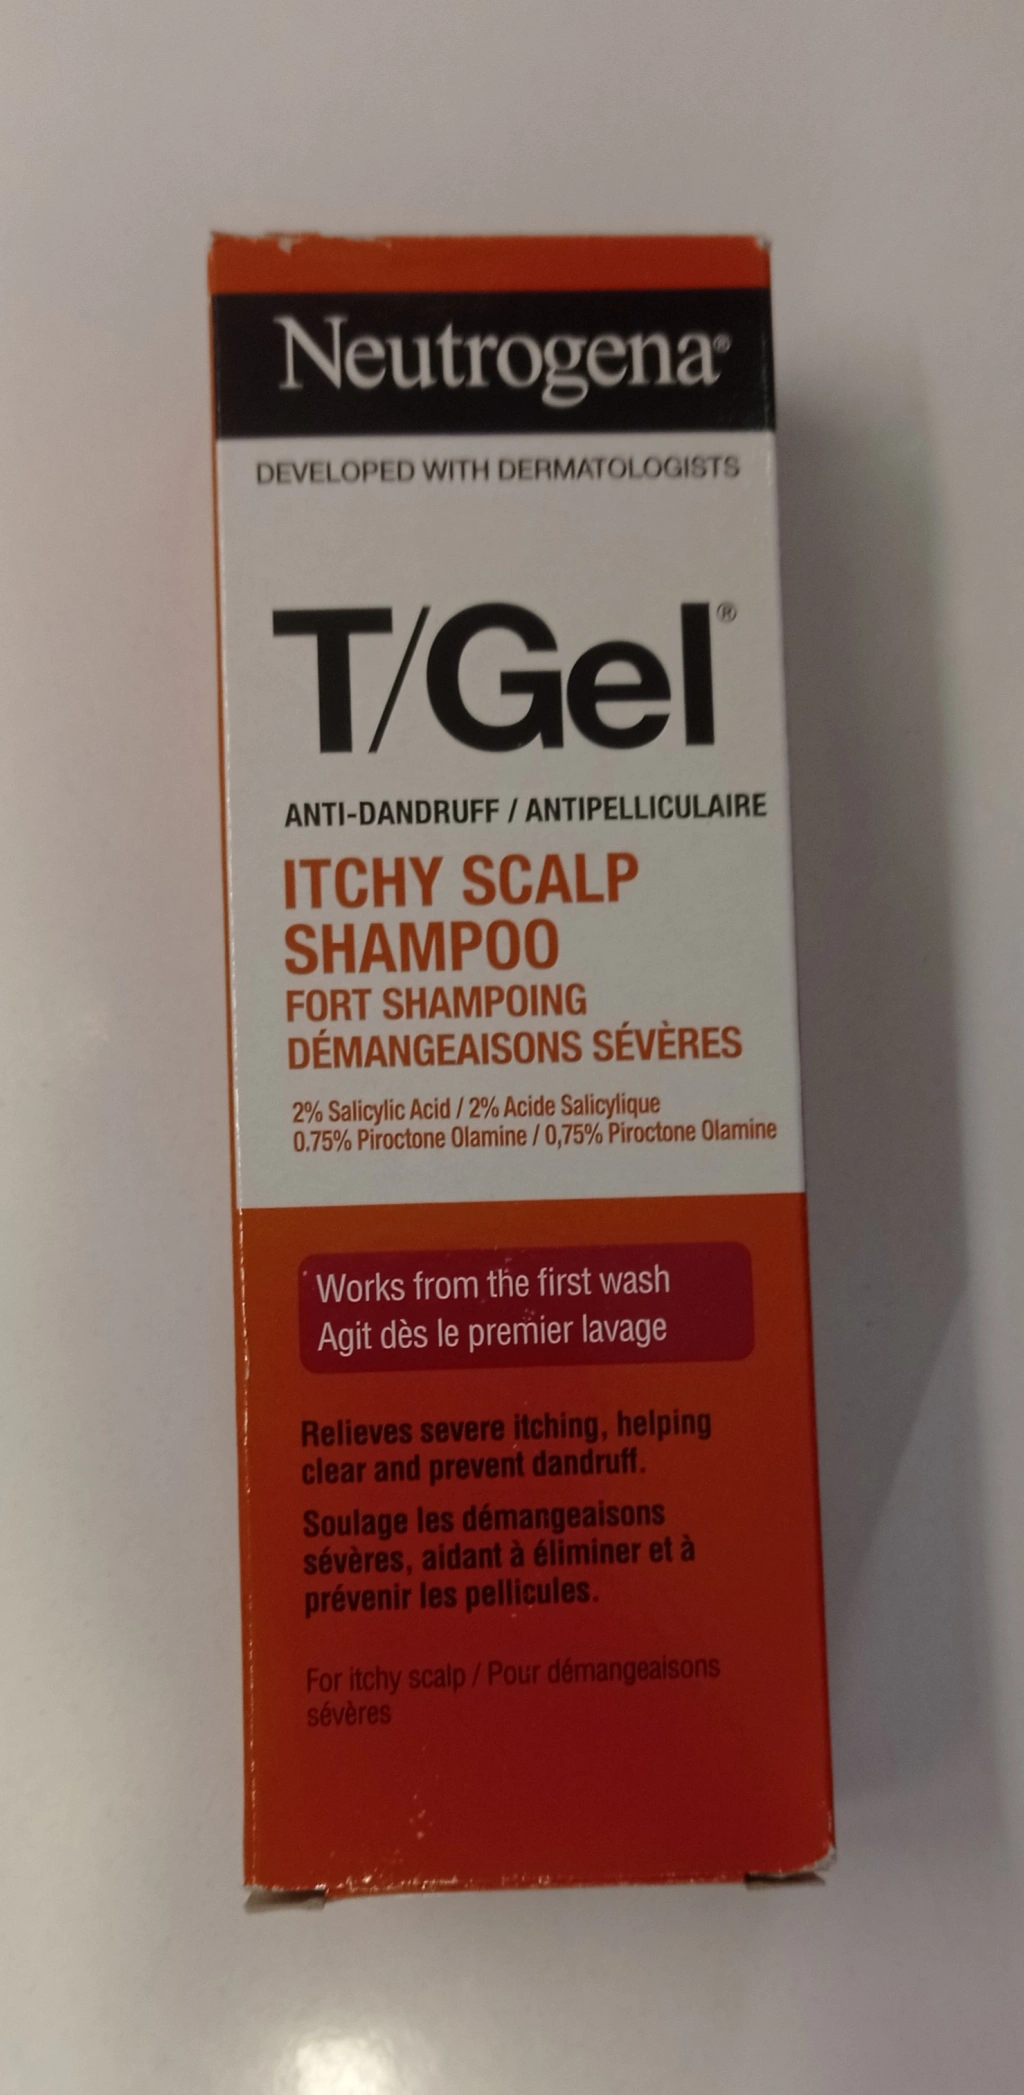 Neutrogena®
DEVELOPED WITH DERMATOLOGISTS
T/Gel®
ANTI-DANDRUFF / ANTIPELLICULAIRE
ITCHY SCALP
SHAMPOO
FORT SHAMPOING
DÉMANGEAISONS SÉVÈRES
2% Salicylic Acid / 2% Acide Salicylique
0.75% Piroctone Olamine / 0,75% Piroctone Olamine
Works from the first wash
Agit dès le premier lavage
Relieves severe itching, helping
clear and prevent dandruff.
Soulage les démangeaisons
sévères, aidant à éliminer et à
prévenir les pellicules.
For itchy scalp / Pour démangeaisons
sévères